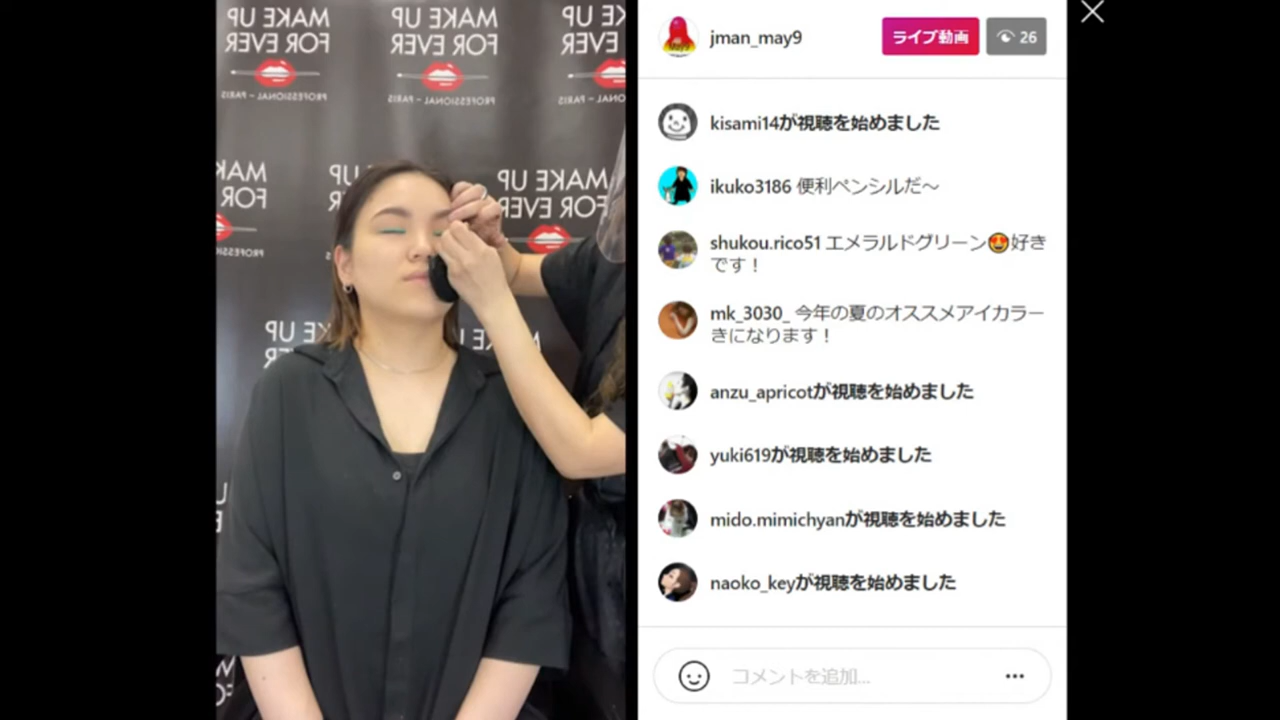 MAKE UP
FOR EVER
PROFESSIONAL - PARIS
MAKE UP
FOR EVER
PROFESSIONAL - PARIS
UP
EVER
- PARIS
MAKE
FOR
PROFESSIONAL
UP
MAKE UP
FOR EVER
MAKE UP
FOR
jman_may9
ライブ動画
26
kisami14が視聴を始めました
ikuko3186 便利ペンシルだ〜
shukou.rico51 エメラルドグリーン😍好き
です！
mk_3030_ 今年の夏のオススメアイカラー
きになります！
anzu_apricotが視聴を始めました
yuki619が視聴を始めました
mido.mimichyanが視聴を始めました
naoko_keyが視聴を始めました
コメントを追加...